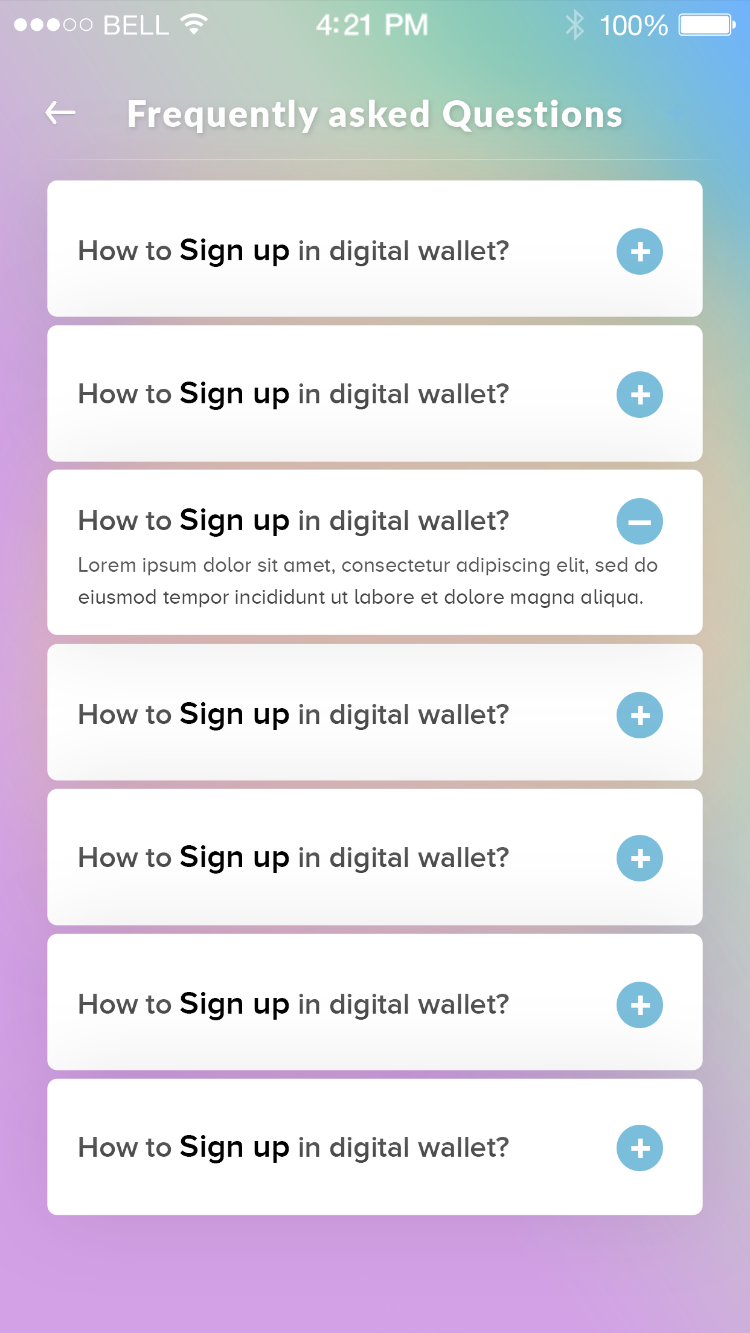 BELL 4:21 PM 100%
Frequently asked Questions
How to Sign up in digital wallet?
How to Sign up in digital wallet?
How to Sign up in digital wallet?
Lorem ipsum dolor sit amet, consectetur adipiscing elit, sed do
eiusmod tempor incididunt ut labore et dolore magna aliqua.
How to Sign up in digital wallet?
How to Sign up in digital wallet?
How to Sign up in digital wallet?
How to Sign up in digital wallet?